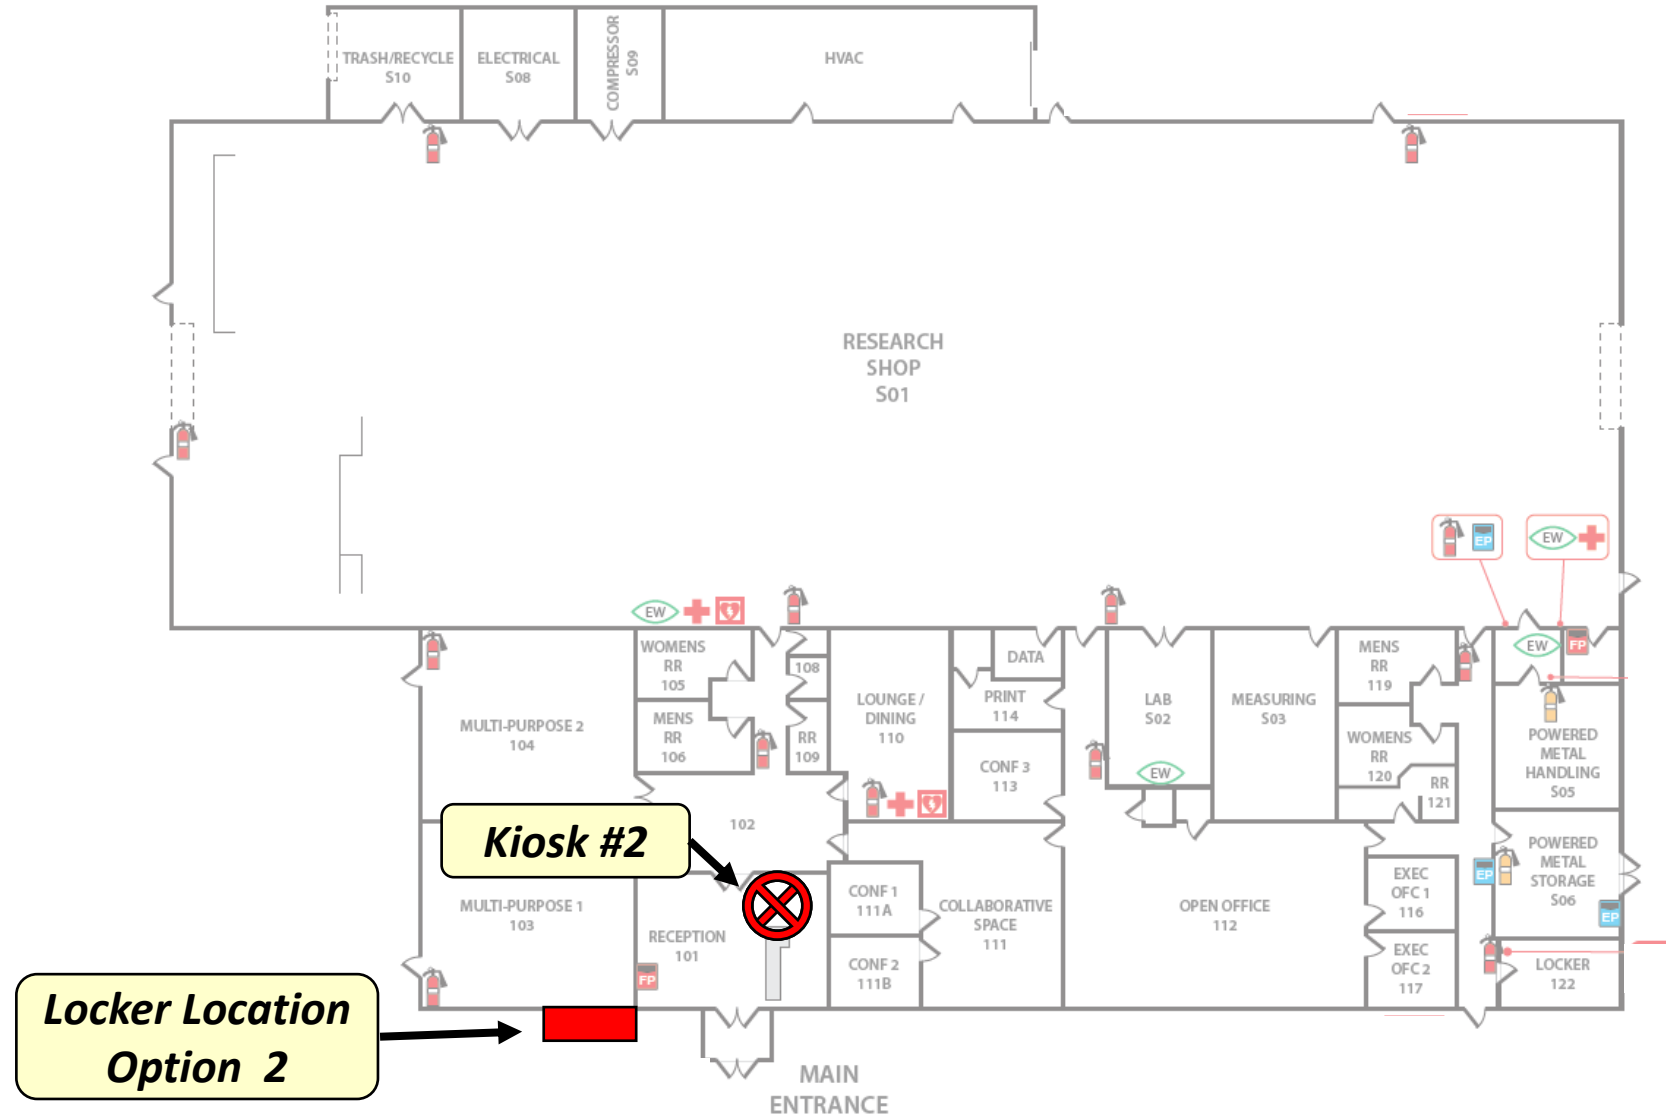 TRASH/RECYCLE
S10
ELECTRICAL
S08
COMPRESSOR
S09
HVAC
RESEARCH
SHOP
S01
EP
EW
EW
WOMENS
RR
105
MENS
RR
106
108
RR
109
LOUNGE /
DINING
110
DATA
PRINT
114
CONF 3
113
LAB
S02
EW
MEASURING
S03
MENS
RR
119
WOMENS
RR
120
RR
121
EW
FP
POWERED
METAL
HANDLING
S05
MULTI-PURPOSE 2
104
102
Kiosk #2
MULTI-PURPOSE 1
103
RECEPTION
101
FP
CONF 1
111A
CONF 2
111B
COLLABORATIVE
SPACE
111
OPEN OFFICE
112
EXEC
OFC 1
116
EXEC
OFC 2
117
EP
POWERED
METAL
STORAGE
S06
EP
LOCKER
122
Locker Location
Option 2
MAIN
ENTRANCE